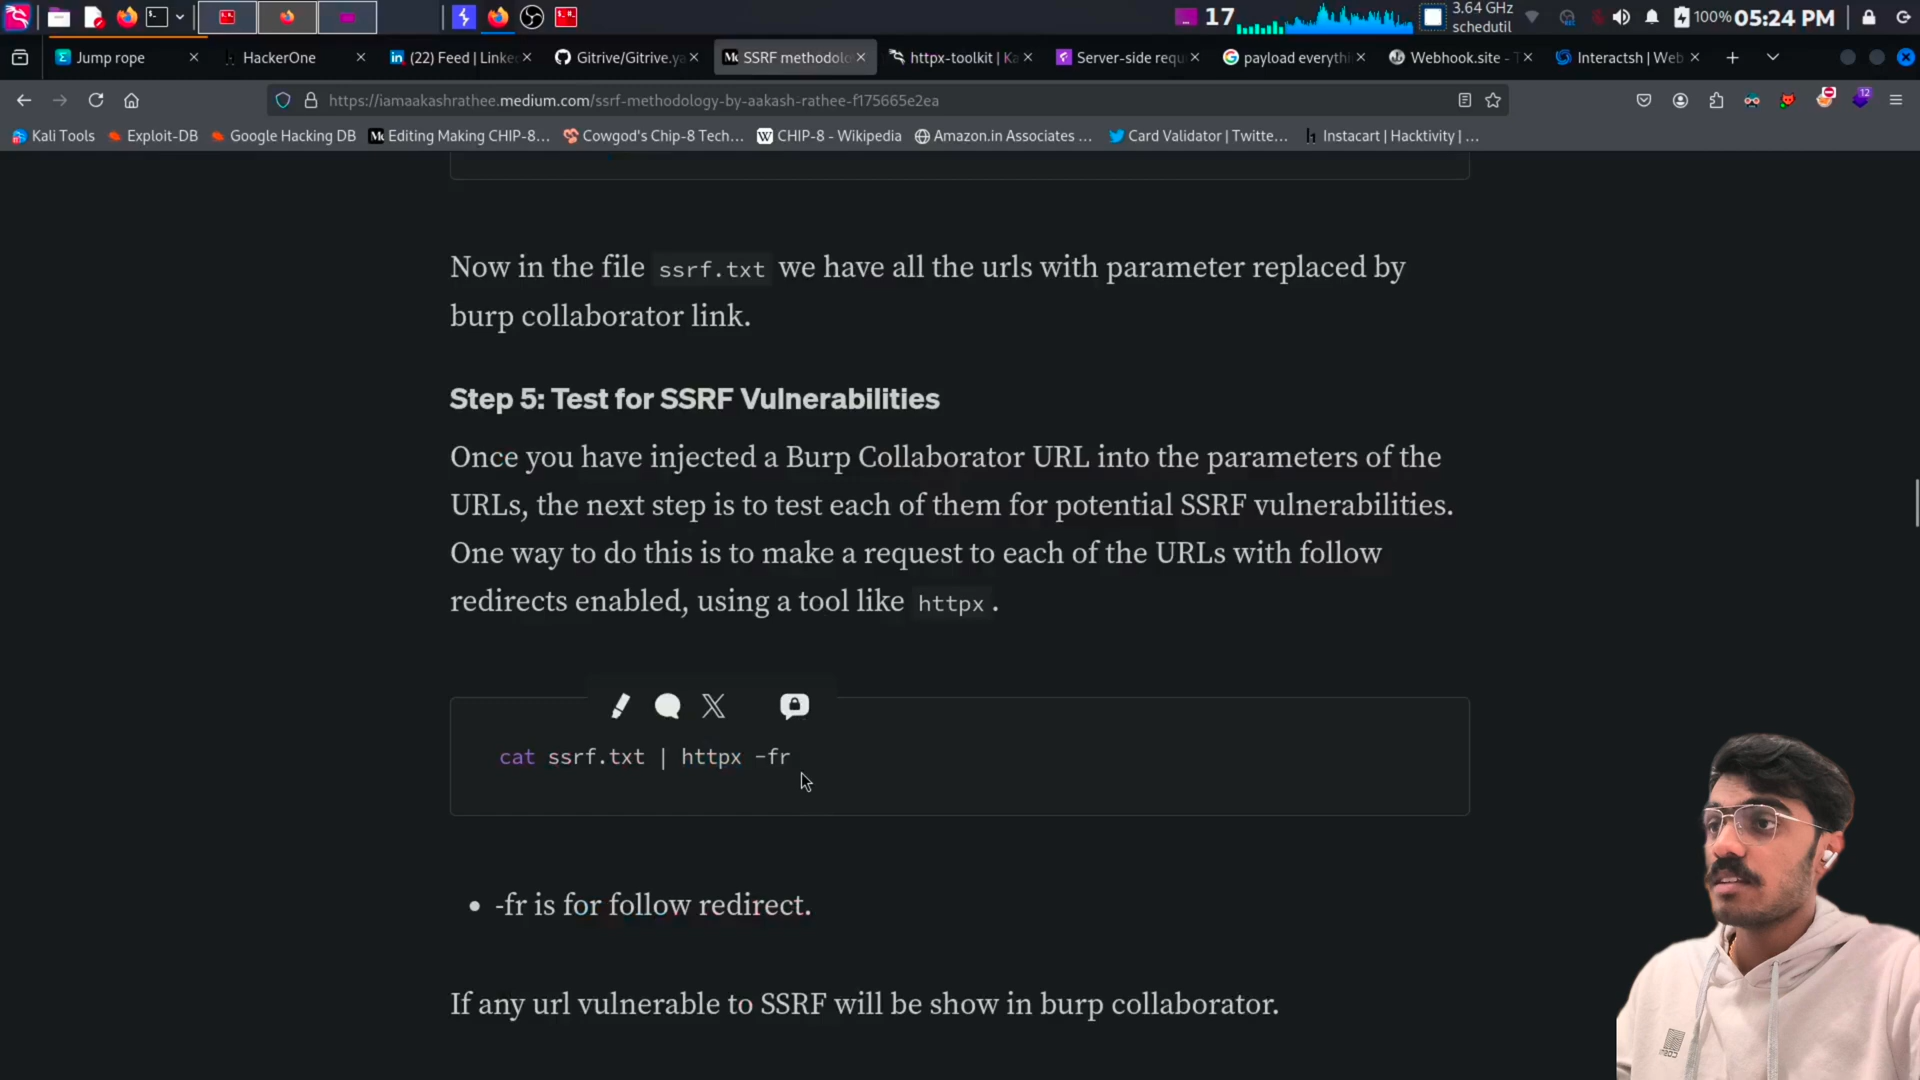 17
3.64 GHz
schedutil
100% 05:24 PM
Jump rope
HackerOne
(22) Feed | Linke
Gitrive/Gitrive.ya
SSRF methodolo
httpx-toolkit | Ka
Server-side requ
payload everythi
Webhook.site - T
Interactsh | Web
https://iamaakashrathee.medium.com/ssrf-methodology-by-aakash-rathee-f175665e2ea
12
Kali Tools
Exploit-DB
Google Hacking DB
Editing Making CHIP-8...
Cowgod's Chip-8 Tech...
CHIP-8 - Wikipedia
Amazon.in Associates ...
Card Validator | Twitte...
Instacart | Hacktivity | ...
Now in the file ssrf.txt we have all the urls with parameter replaced by
burp collaborator link.
Step 5: Test for SSRF Vulnerabilities
Once you have injected a Burp Collaborator URL into the parameters of the
URLs, the next step is to test each of them for potential SSRF vulnerabilities.
One way to do this is to make a request to each of the URLs with follow
redirects enabled, using a tool like httpx .
cat ssrf.txt | httpx -fr
• -fr is for follow redirect.
If any url vulnerable to SSRF will be show in burp collaborator.